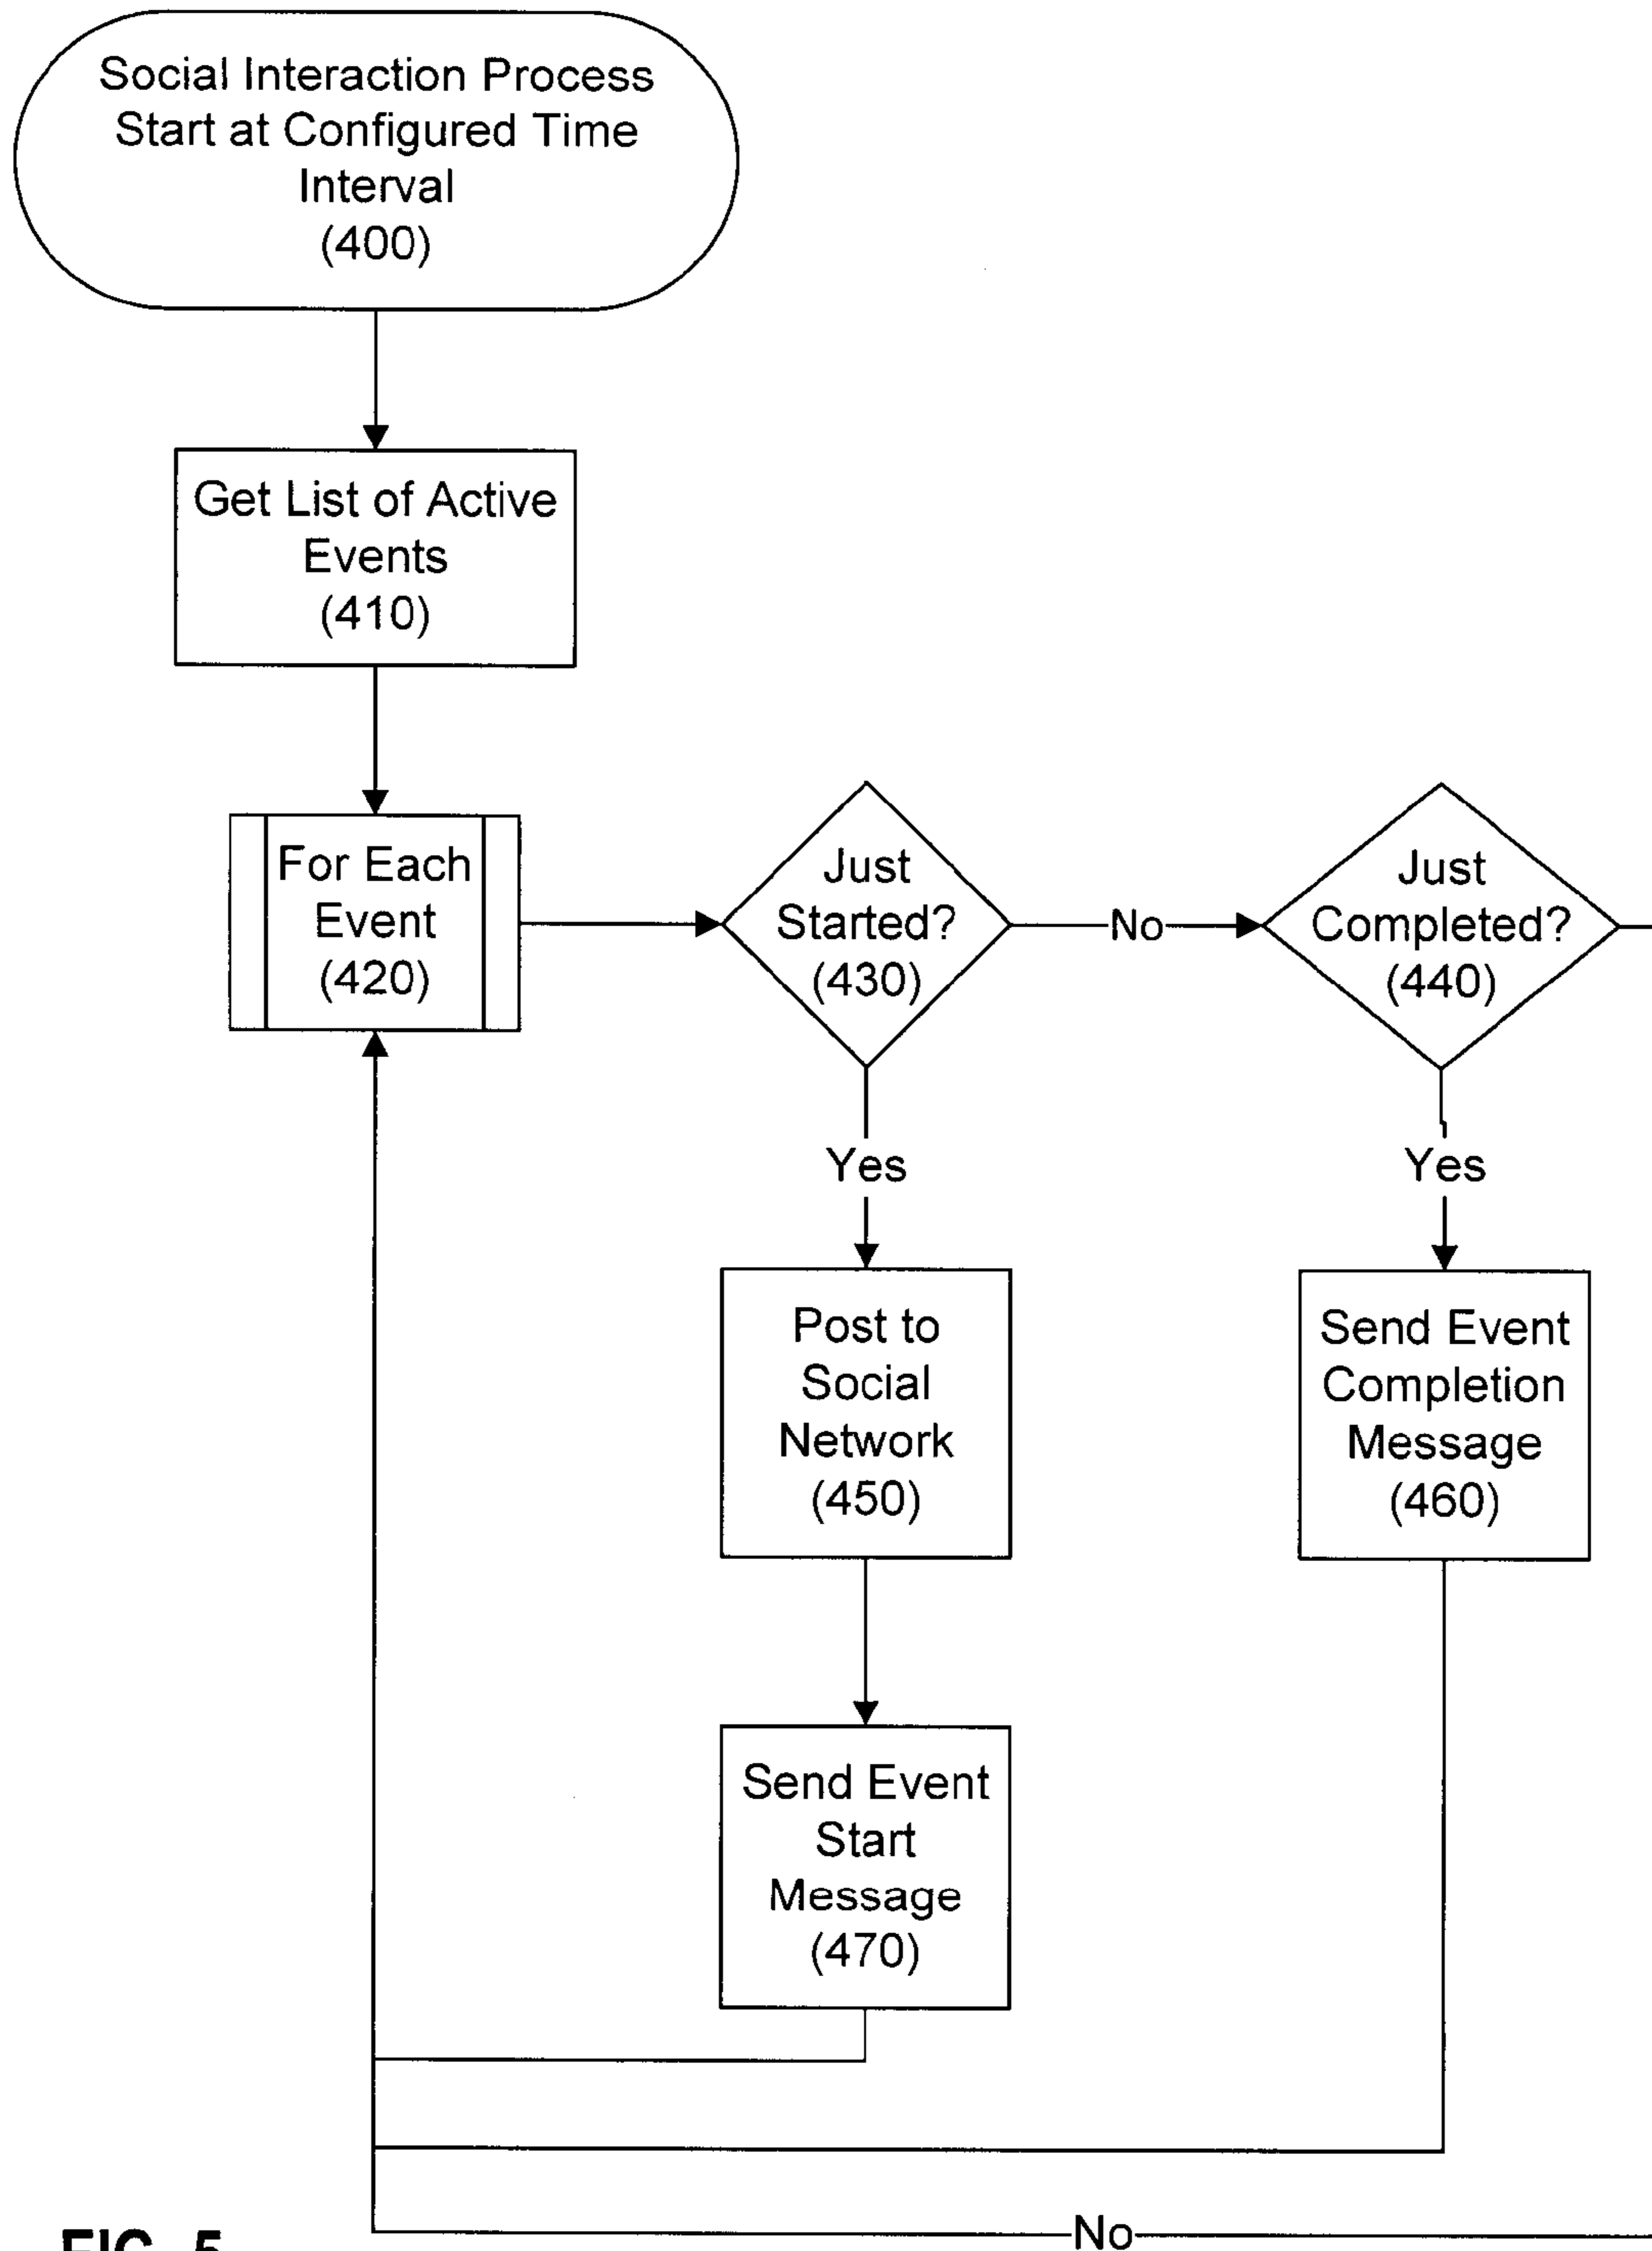 Social Interaction Process
Start at Configured Time
Interval
(400)
Get List of Active
Events
(410)
For Each
Event
(420)
Just
Started?
(430)
No
Just
Completed?
(440)
Yes
Yes
Post to
Social
Network
(450)
Send Event
Completion
Message
(460)
Send Event
Start
Message
(470)
No
FIG. 5